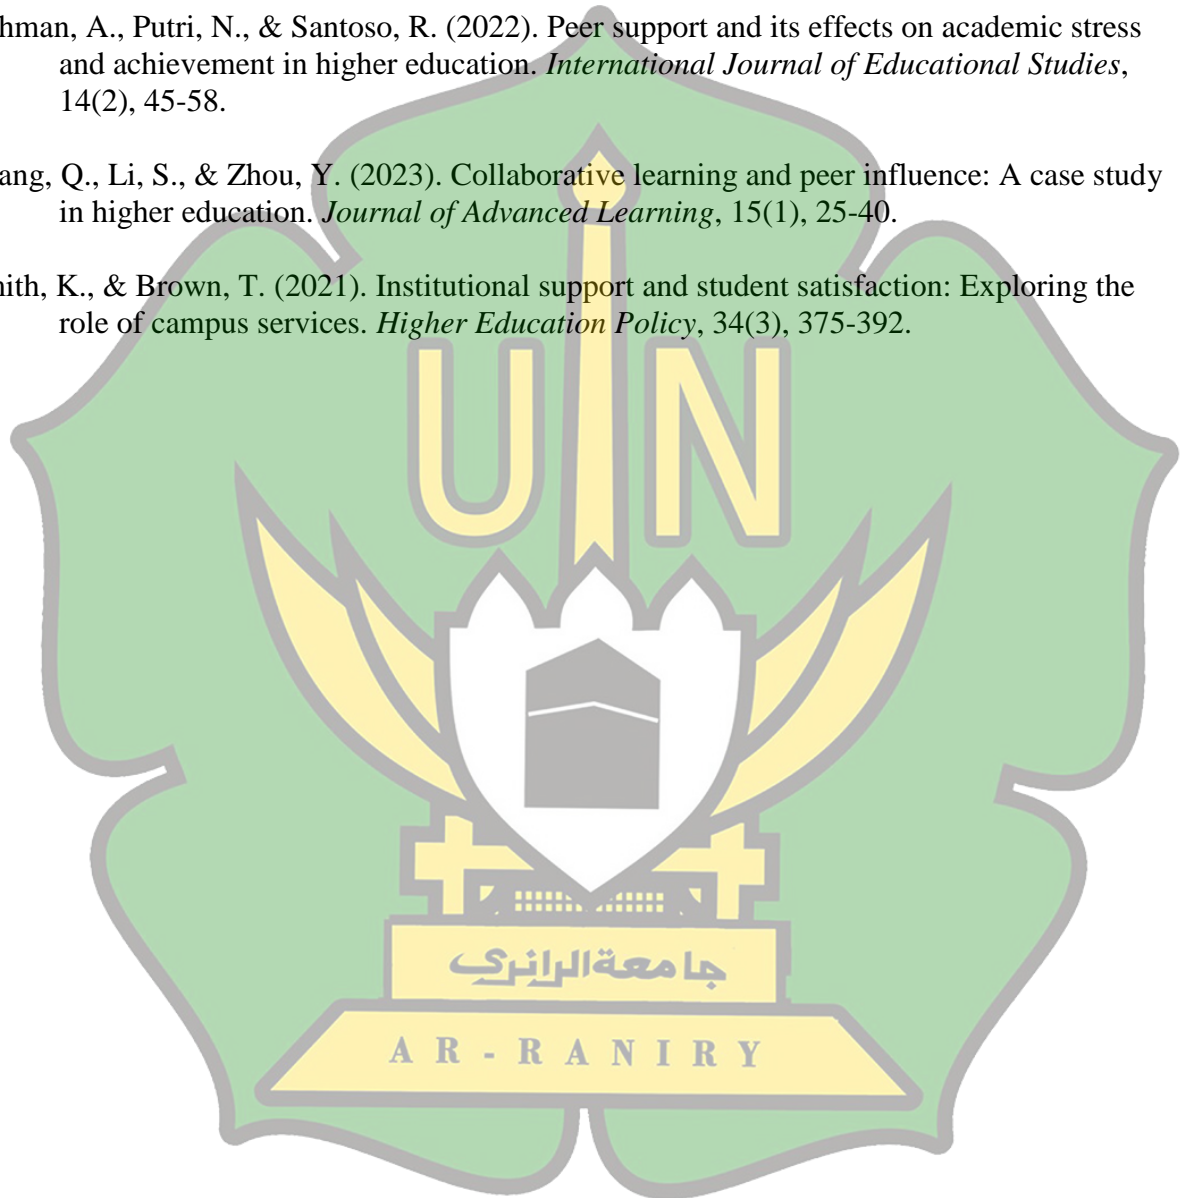 hman, A., Putri, N., & Santoso, R. (2022). Peer support and its effects on academic stress
and achievement in higher education. International Journal of Educational Studies,
14(2), 45-58.
ang, Q., Li, S., & Zhou, Y. (2023). Collaborative learning and peer influence: A case study
in higher education. Journal of Advanced Learning, 15(1), 25-40.
ith, K., & Brown, T. (2021). Institutional support and student satisfaction: Exploring the
role of campus services. Higher Education Policy, 34(3), 375-392.
UIN
جامعة الرانري
AR-RANIRY